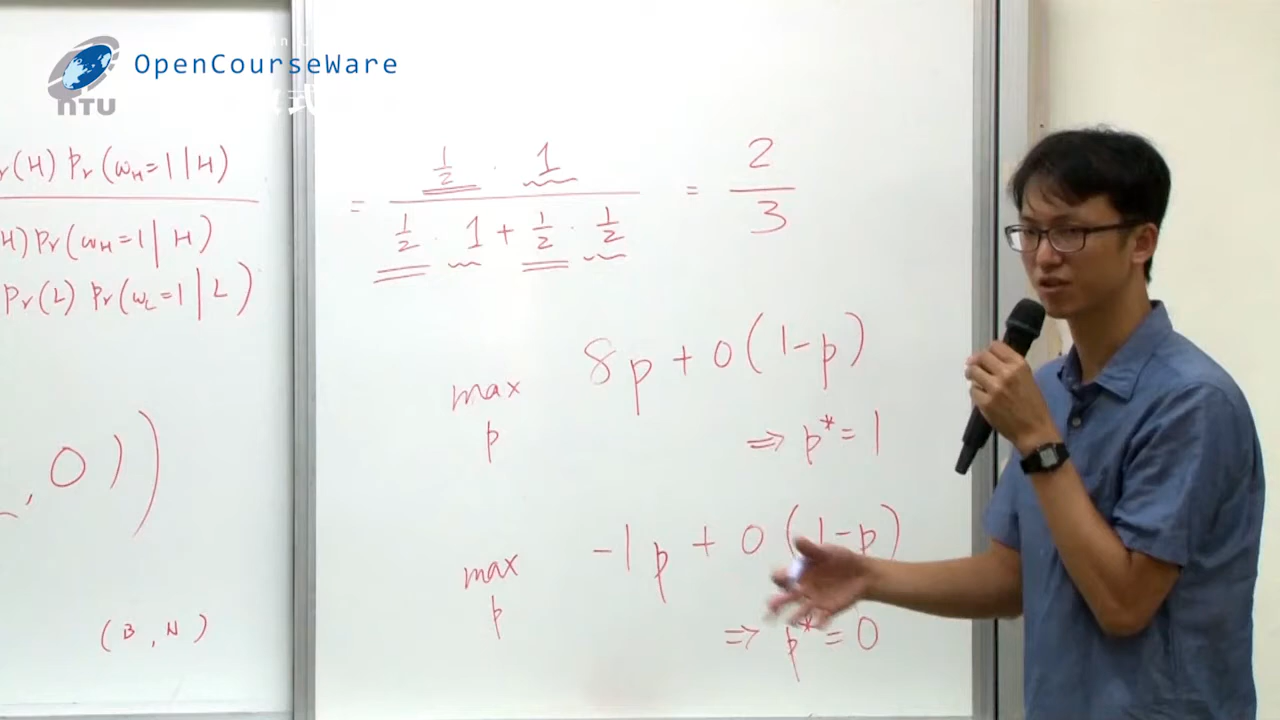 OpenCourseWare
NTU
式
r(H) Pr(ωH=1|H)
H) Pr(ωH=1|H)
Pr(L) Pr(ωL=1|L)
, 0))
(B, N)
= (1/2 · 1) / (1/2 · 1 + 1/2 · 1/2) = 2/3
max p 8p + 0(1-p)
⇒ p* = 1
max p -1p + 0(1-p)
⇒ p* = 0